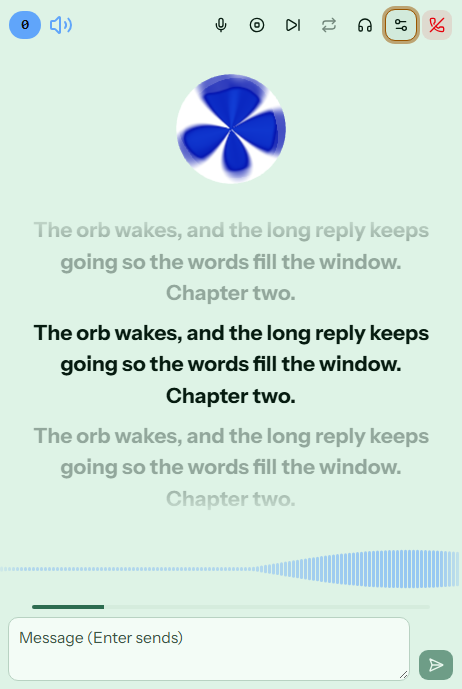 0
The orb wakes, and the long reply keeps
going so the words fill the window.
Chapter two.
The orb wakes, and the long reply keeps
going so the words fill the window.
Chapter two.
The orb wakes, and the long reply keeps
going so the words fill the window.
Chapter two.
Message (Enter sends)